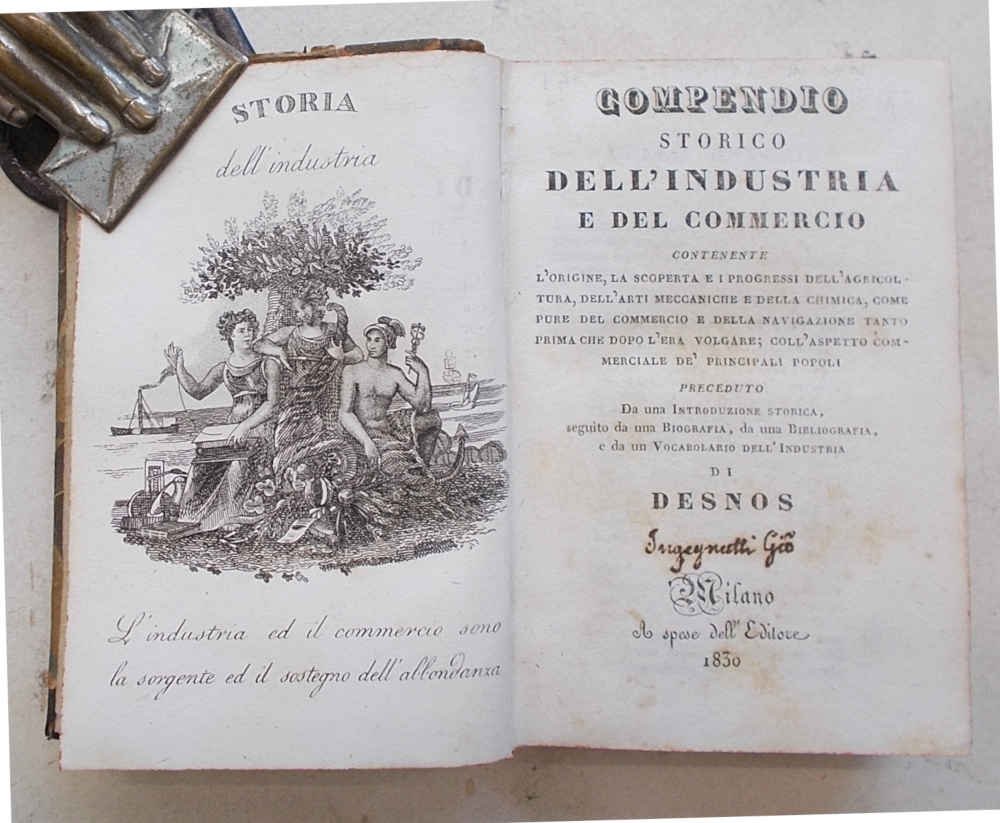 STORIA
dell'industria
L'industria ed il commercio sono
la sorgente ed il sostegno dell'abbondanza
COMPENDIO
STORICO
DELL'INDUSTRIA
E DEL COMMERCIO
CONTENENTE
L'ORIGINE, LA SCOPERTA E I PROGRESSI DELL'AGRICOL-
TURA, DELL'ARTI MECCANICHE E DELLA CHIMICA, COME
PURE DEL COMMERCIO E DELLA NAVIGAZIONE TANTO
PRIMA CHE DOPO L'ERA VOLGARE; COLL'ASPETTO COM-
MERCIALE DE' PRINCIPALI POPOLI
PRECEDUTO
Da una INTRODUZIONE STORICA,
seguito da una BIOGRAFIA, da una BIBLIOGRAFIA,
e da un VOCABOLARIO DELL'INDUSTRIA
DI
DESNOS
Milano
A spese dell'Editore
1830